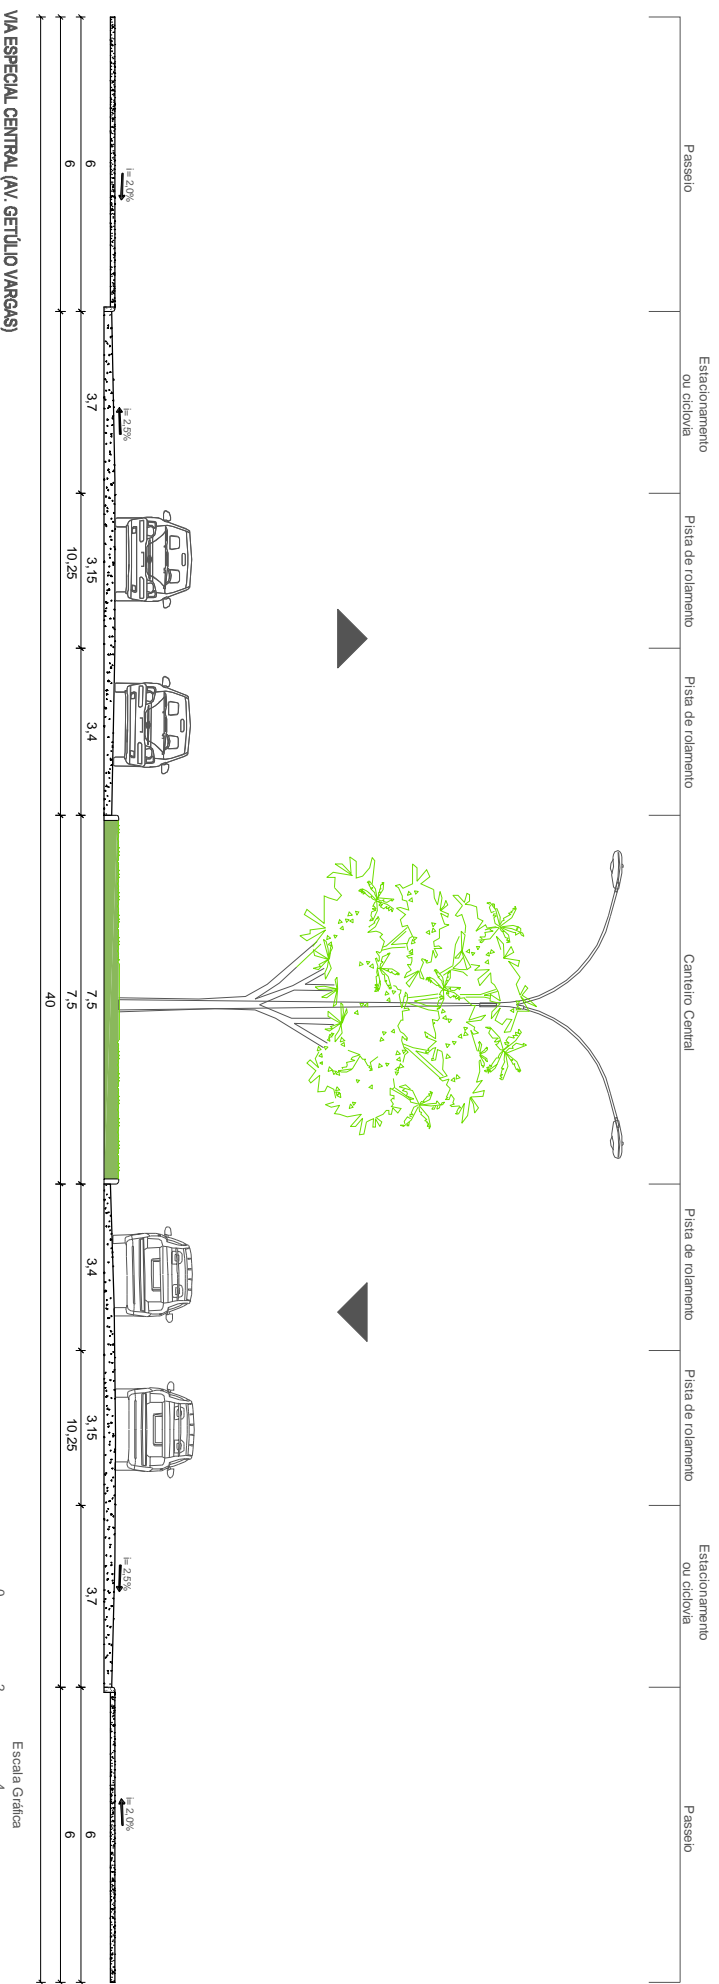 Passeio
Estacionamento
ou ciclovia
Pista de rolamento
Pista de rolamento
Canteiro Central
Pista de rolamento
Pista de rolamento
Estacionamento
ou ciclovia
Passeio
i= 2,0%
i= 2,5%
i= 2,5%
i= 2,0%
6
3,7
3,15
3,4
7,5
3,4
3,15
3,7
6
6
10,25
7,5
10,25
6
40
VIA ESPECIAL CENTRAL (AV. GETÚLIO VARGAS)
Escala Gráfica